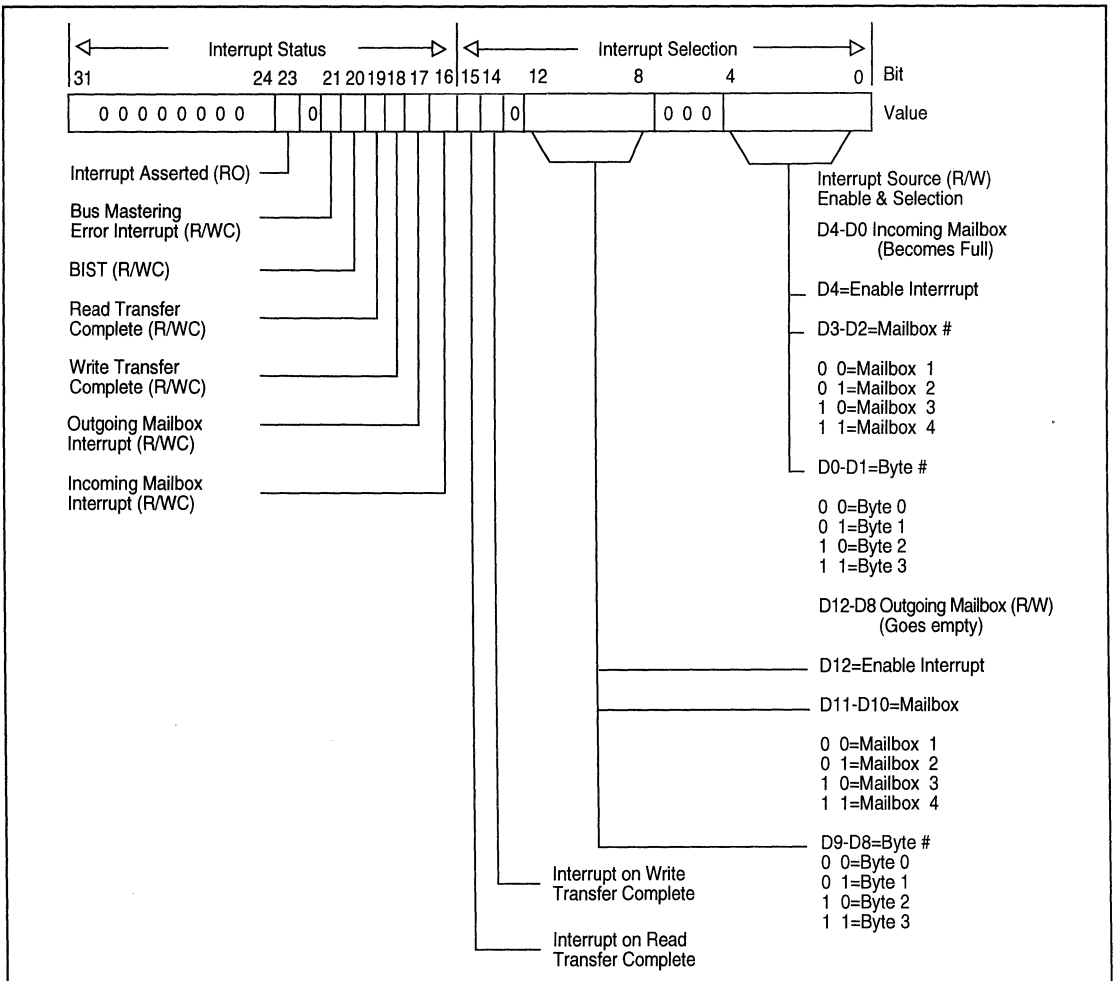 Interrupt Status Interrupt Selection
31 24 23 21 20 19 18 17 16 15 14 12 8 4 0 Bit
0 0 0 0 0 0 0 0 0 0 0 0 0 Value
Interrupt Asserted (RO)
Bus Mastering
Error Interrupt (R/WC)
BIST (R/WC)
Read Transfer
Complete (R/WC)
Write Transfer
Complete (R/WC)
Outgoing Mailbox
Interrupt (R/WC)
Incoming Mailbox
Interrupt (R/WC)
Interrupt Source (R/W)
Enable & Selection
D4-D0 Incoming Mailbox
(Becomes Full)
D4=Enable Interrrupt
D3-D2=Mailbox #
0 0=Mailbox 1
0 1=Mailbox 2
1 0=Mailbox 3
1 1=Mailbox 4
D0-D1=Byte #
0 0=Byte 0
0 1=Byte 1
1 0=Byte 2
1 1=Byte 3
D12-D8 Outgoing Mailbox (R/W)
(Goes empty)
D12=Enable Interrupt
D11-D10=Mailbox
0 0=Mailbox 1
0 1=Mailbox 2
1 0=Mailbox 3
1 1=Mailbox 4
D9-D8=Byte #
0 0=Byte 0
0 1=Byte 1
1 0=Byte 2
1 1=Byte 3
Interrupt on Write
Transfer Complete
Interrupt on Read
Transfer Complete